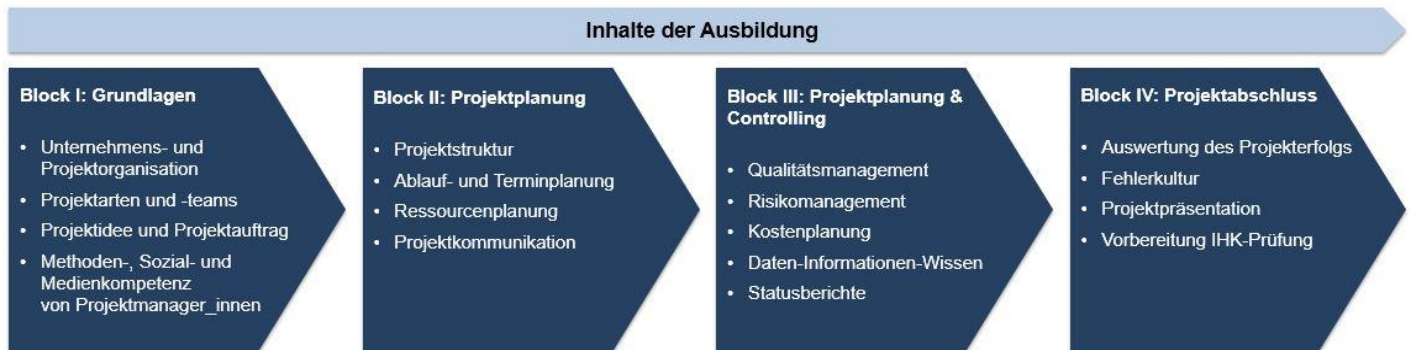 Inhalte der Ausbildung
Block I: Grundlagen
• Unternehmens- und
Projektorganisation
• Projektarten und -teams
• Projektidee und Projektauftrag
• Methoden-, Sozial- und
Medienkompetenz
von Projektmanager_innen
Block II: Projektplanung
• Projektstruktur
• Ablauf- und Terminplanung
• Ressourcenplanung
• Projektkommunikation
Block III: Projektplanung &
Controlling
• Qualitätsmanagement
• Risikomanagement
• Kostenplanung
• Daten-Informationen-Wissen
• Statusberichte
Block IV: Projektabschluss
• Auswertung des Projekterfolgs
• Fehlerkultur
• Projektpräsentation
• Vorbereitung IHK-Prüfung